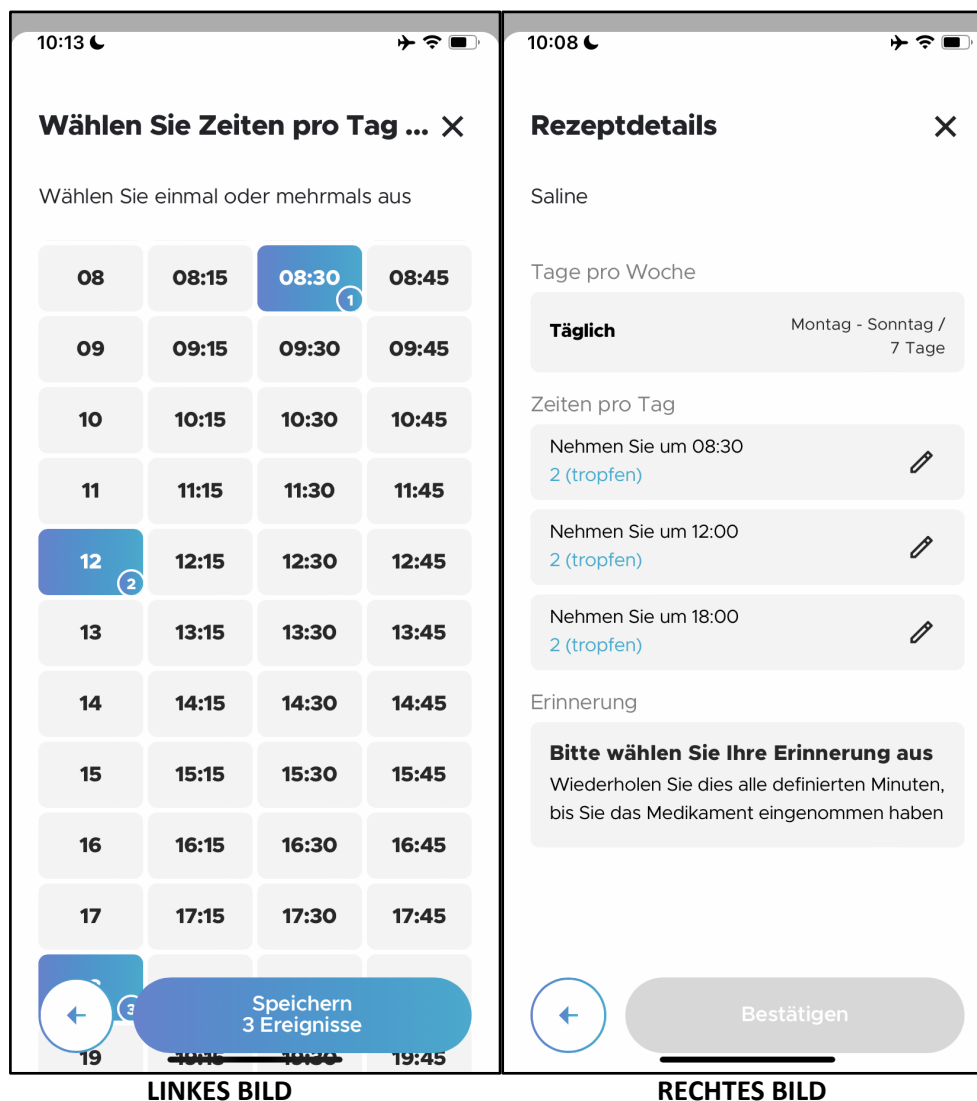 10:13
Wählen Sie Zeiten pro Tag ...
Wählen Sie einmal oder mehrmals aus
08 08:15 08:30 08:45
1
09 09:15 09:30 09:45
10 10:15 10:30 10:45
11 11:15 11:30 11:45
12 12:15 12:30 12:45
2
13 13:15 13:30 13:45
14 14:15 14:30 14:45
15 15:15 15:30 15:45
16 16:15 16:30 16:45
17 17:15 17:30 17:45
3
Speichern
3 Ereignisse
19 19:15 19:30 19:45
LINKES BILD
10:08
Rezeptdetails
Saline
Tage pro Woche
Täglich
Montag - Sonntag /
7 Tage
Zeiten pro Tag
Nehmen Sie um 08:30
2 (tropfen)
Nehmen Sie um 12:00
2 (tropfen)
Nehmen Sie um 18:00
2 (tropfen)
Erinnerung
Bitte wählen Sie Ihre Erinnerung aus
Wiederholen Sie dies alle definierten Minuten,
bis Sie das Medikament eingenommen haben
Bestätigen
RECHTES BILD